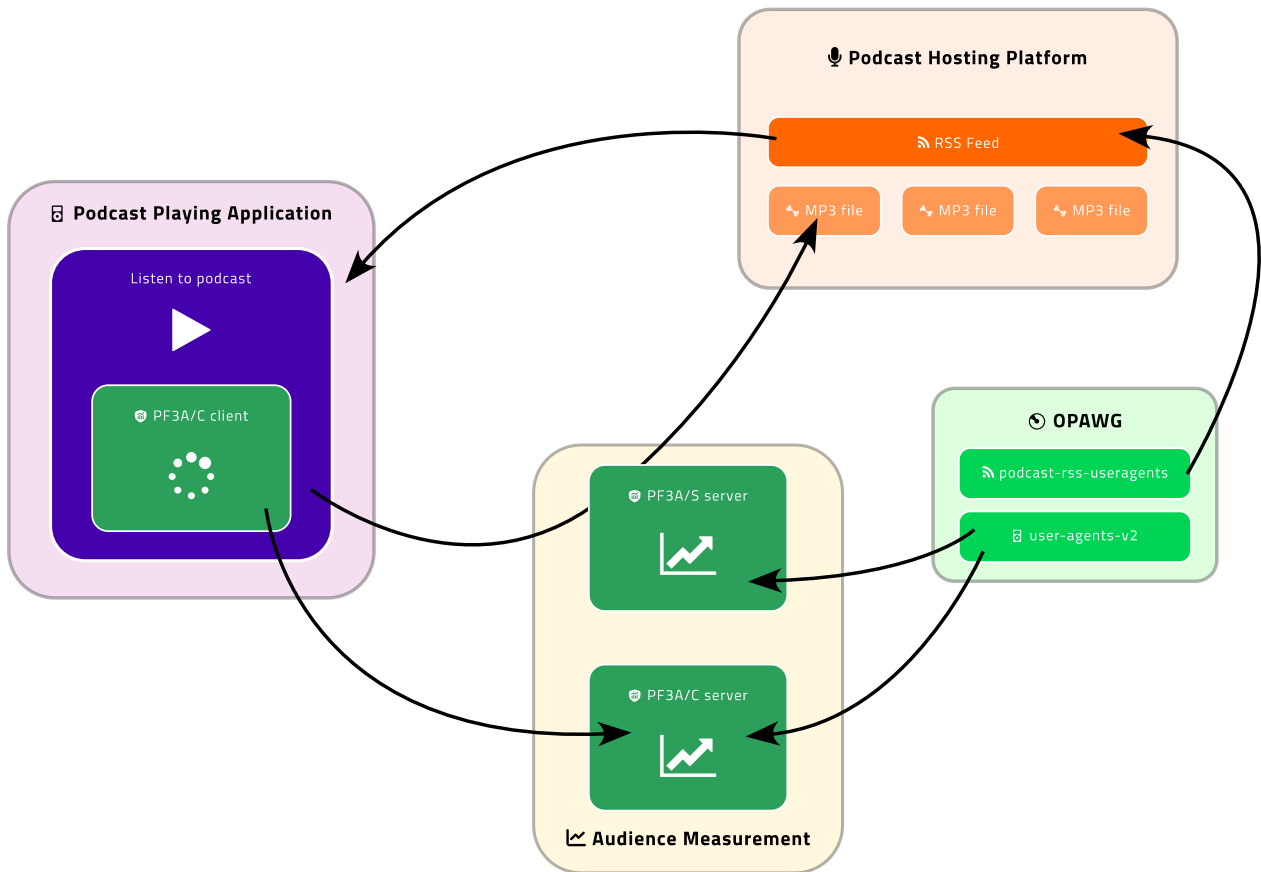 Podcast Hosting Platform
RSS Feed
MP3 file
MP3 file
MP3 file
Podcast Playing Application
Listen to podcast
PF3A/C client
OPAWG
podcast-rss-useragents
user-agents-v2
PF3A/S server
PF3A/C server
Audience Measurement